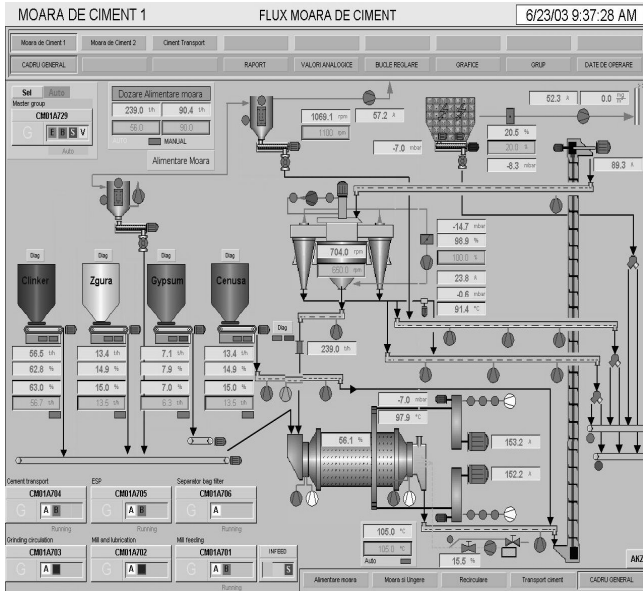 MOARA DE CIMENT 1 FLUX MOARA DE CIMENT 6/23/03 9:37:28 AM
Moara de Ciment 1 Moara de Ciment 2 Ciment Transport
CADRU GENERAL RAPORT VALORI ANALOGICE BUCLE REGLARE GRAFICE GRUP DATE DE OPERARE
Sel Auto
Master group
CM01A729
G E B S V
Auto
Dozare Alimentare moara
239.0 t/h 90.4 t/h
56.0 90.0
AUTO MANUAL
Alimentare Moara
1069.1 rpm 57.2 A
1100 rpm
-7.0 mbar
52.3 A 0.0
20.5 %
20.0
-8.3 mbar
89.3 A
704.0 rpm
650.0 rpm
-14.7 mbar
98.9 %
100.0 %
23.8 A
-0.6 mbar
91.4 °C
Diag Diag Diag Diag
Clinker Zgura Gypsum Cenusa
Diag
239.0 t/h
56.5 t/h 13.4 t/h 7.1 t/h 13.4 t/h
62.8 % 14.9 % 7.9 % 14.9 %
63.0 % 15.0 % 7.0 % 15.0 %
56.7 t/h 13.5 t/h 6.3 t/h 13.5 t/h
-7.0 mbar
97.9 °C
56.1 %
153.2 A
152.2 A
Cement transport ESP Separator bag filter
CM01A704 CM01A705 CM01A706
G A B G A B G A
Running Running
Grinding circulation Mill and lubrication Mill feeding
CM01A703 CM01A702 CM01A701 INFEED
G A G A G A B S
Running
105.0 °C
105.0 °C
Auto
15.5 %
AKZ
Alimentare moara Moara si Ungere Recirculare Transport ciment CADRU GENERAL